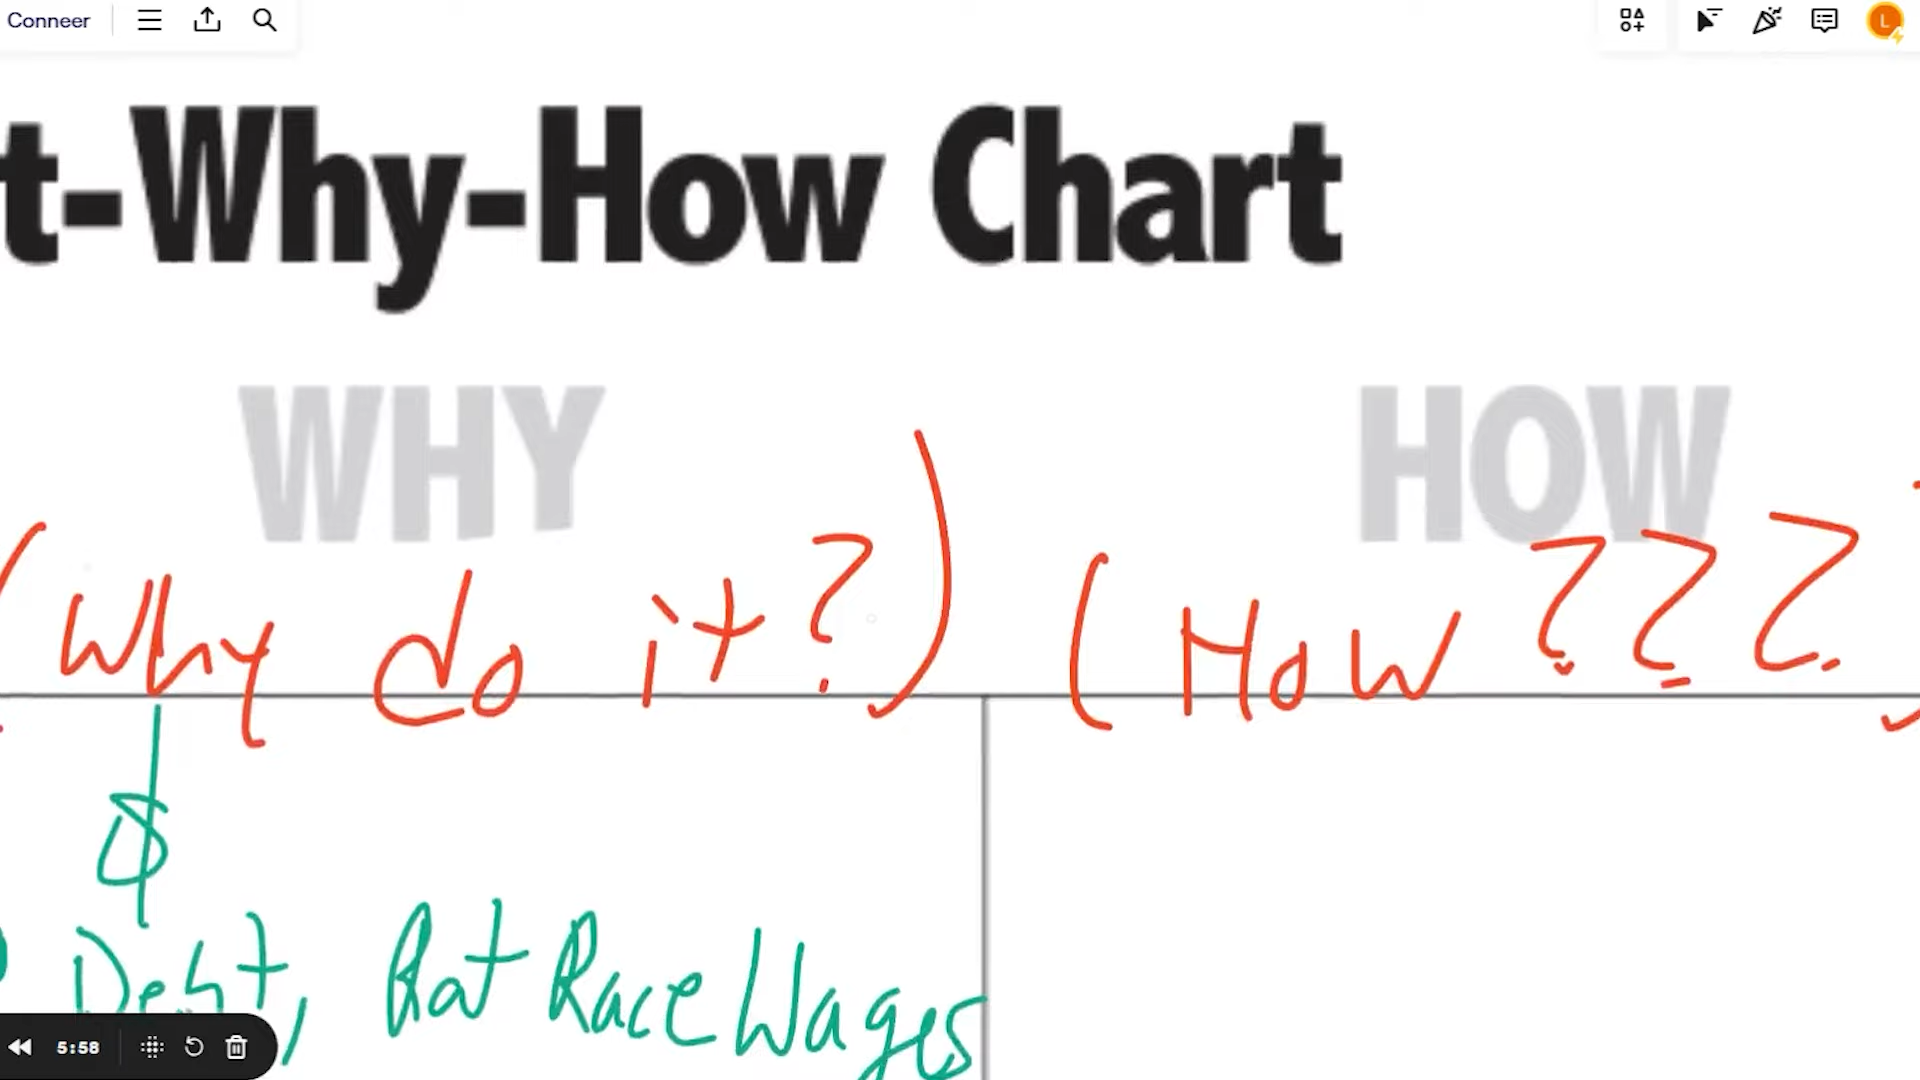 Conneer
L
t-Why-How Chart
WHY HOW
(Why do it?) (How ???)
$
Debt, Rat Race Wages
5:58